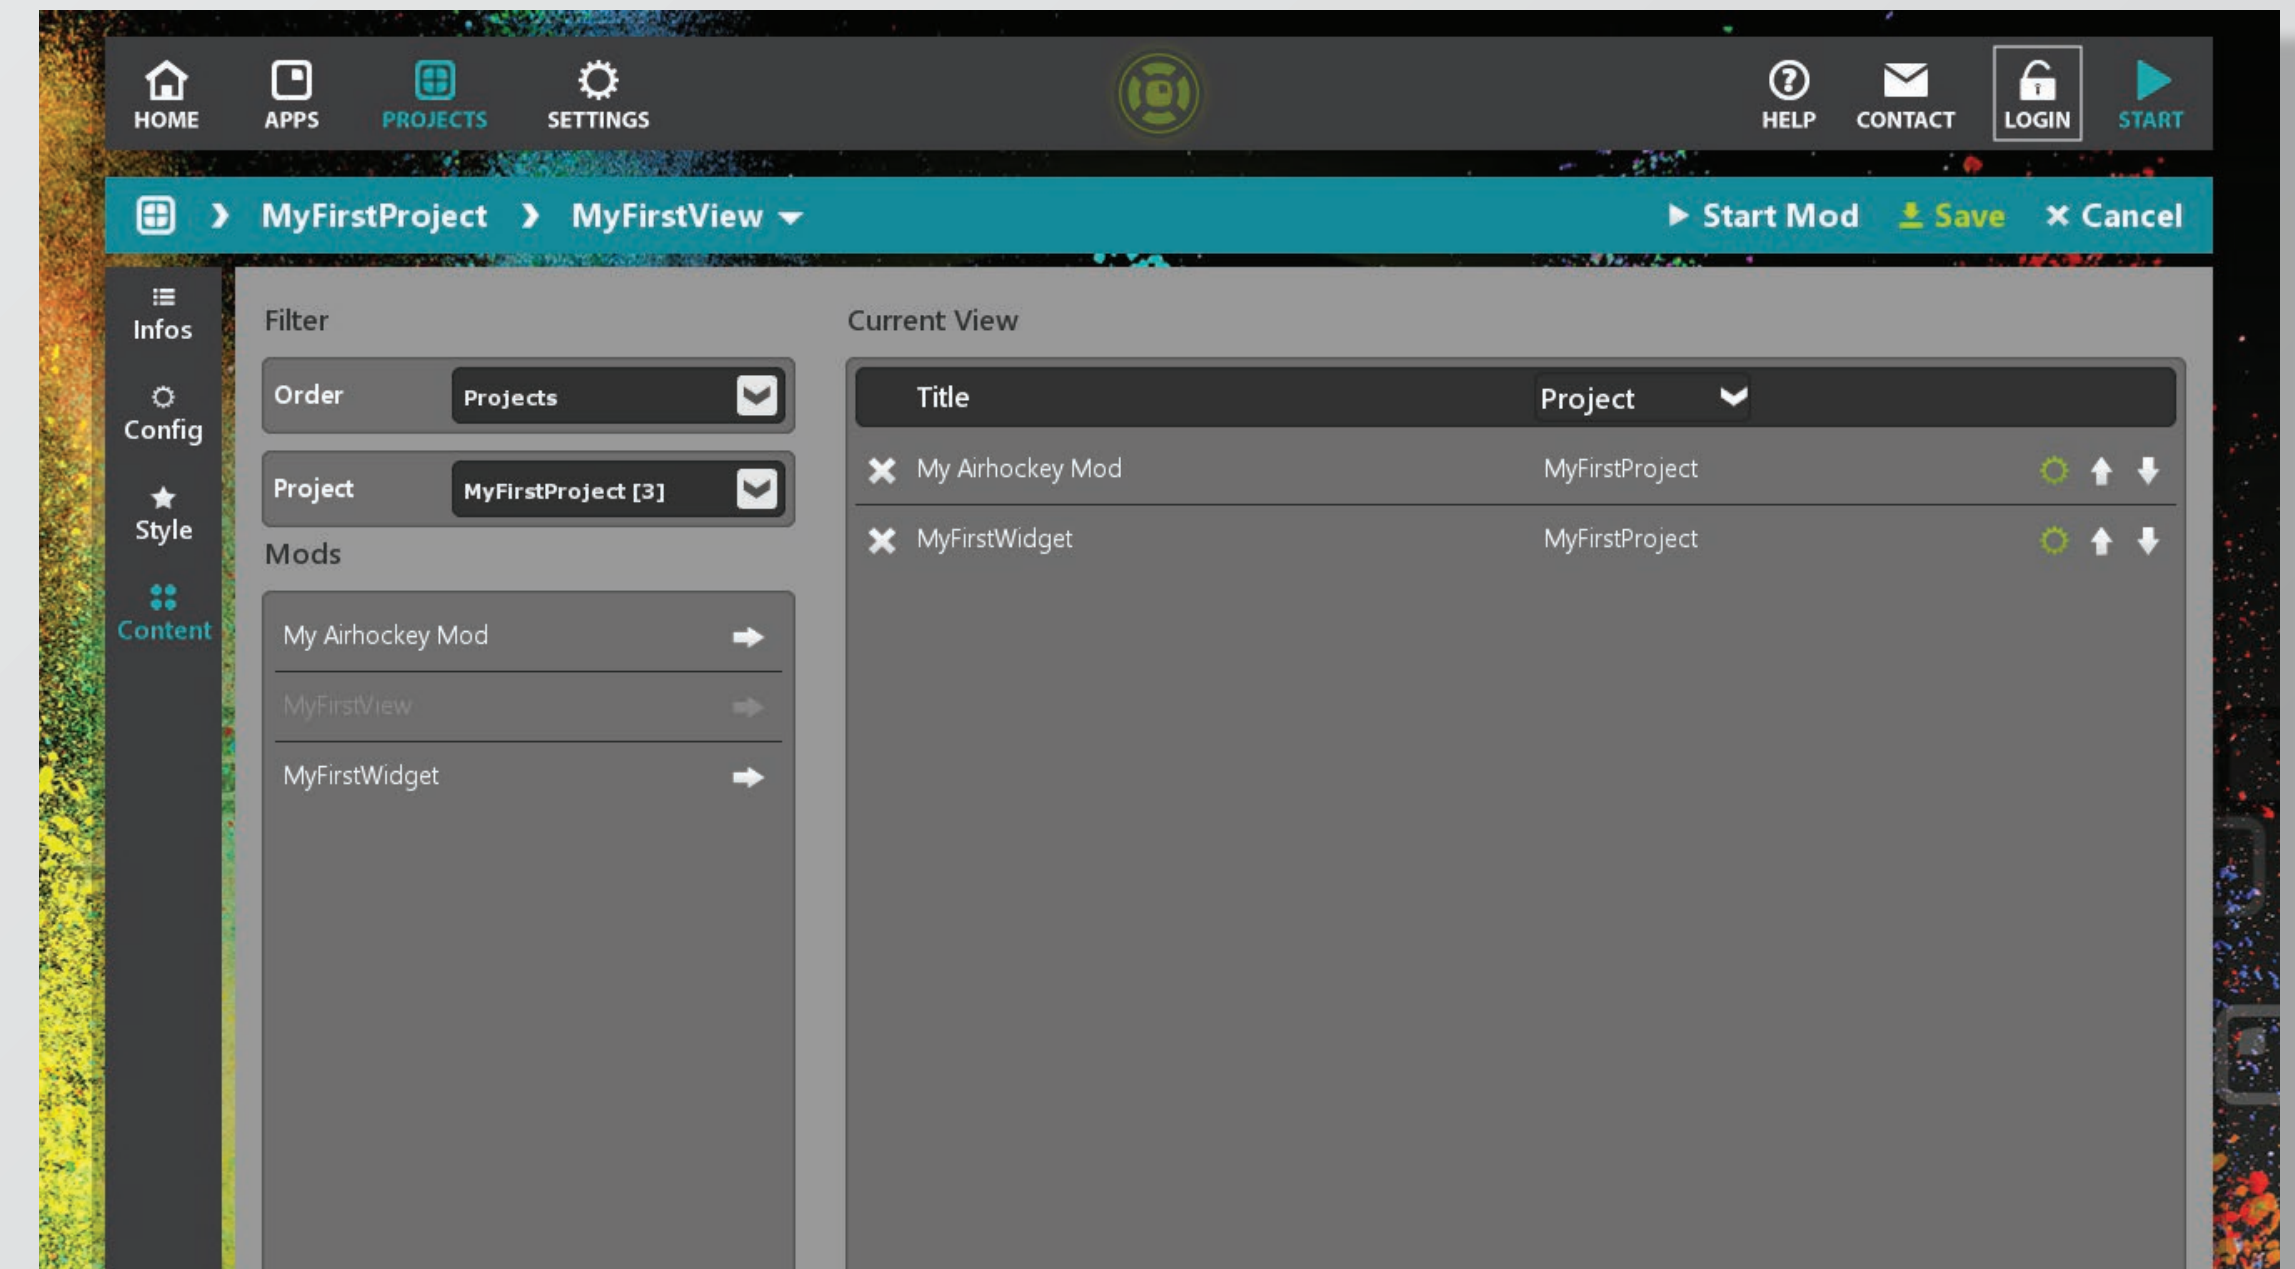 HOME APPS PROJECTS SETTINGS HELP CONTACT LOGIN START
MyFirstProject MyFirstView Start Mod Save Cancel
Infos
Config
Style
Content
Filter
Order Projects
Project MyFirstProject [3]
Mods
My Airhockey Mod
MyFirstView
MyFirstWidget
Current View
Title Project
My Airhockey Mod MyFirstProject
MyFirstWidget MyFirstProject